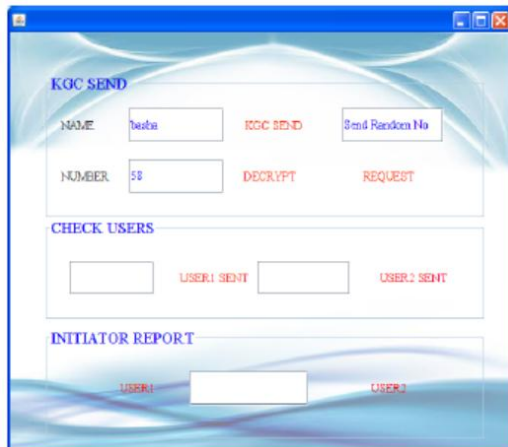 KGC SEND
NAME basha KGC SEND Send Random No
NUMBER 58 DECRYPT REQUEST
CHECK USERS
USER1 SENT USER2 SENT
INITIATOR REPORT
USER1 USER2